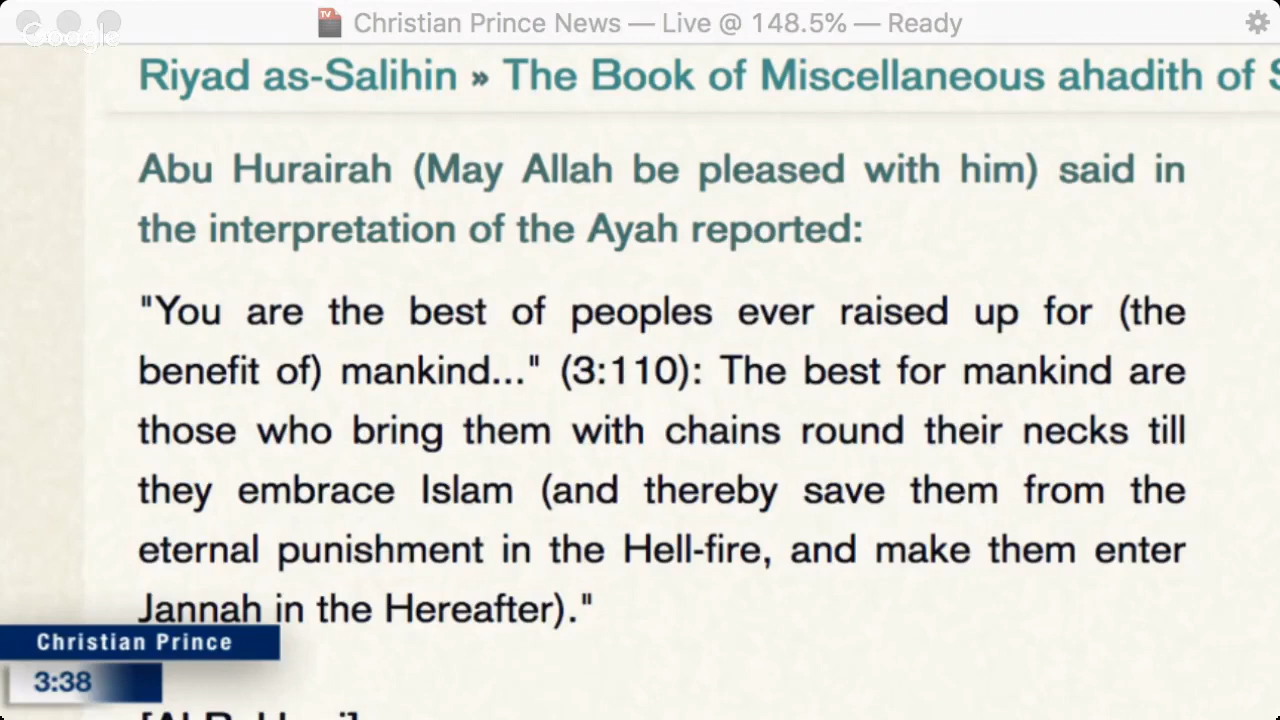 TV Christian Prince News — Live @ 148.5% — Ready
Google
Riyad as-Salihin » The Book of Miscellaneous ahadith of S
Abu Hurairah (May Allah be pleased with him) said in
the interpretation of the Ayah reported:
"You are the best of peoples ever raised up for (the
benefit of) mankind..." (3:110): The best for mankind are
those who bring them with chains round their necks till
they embrace Islam (and thereby save them from the
eternal punishment in the Hell-fire, and make them enter
Jannah in the Hereafter)."
Christian Prince
3:38